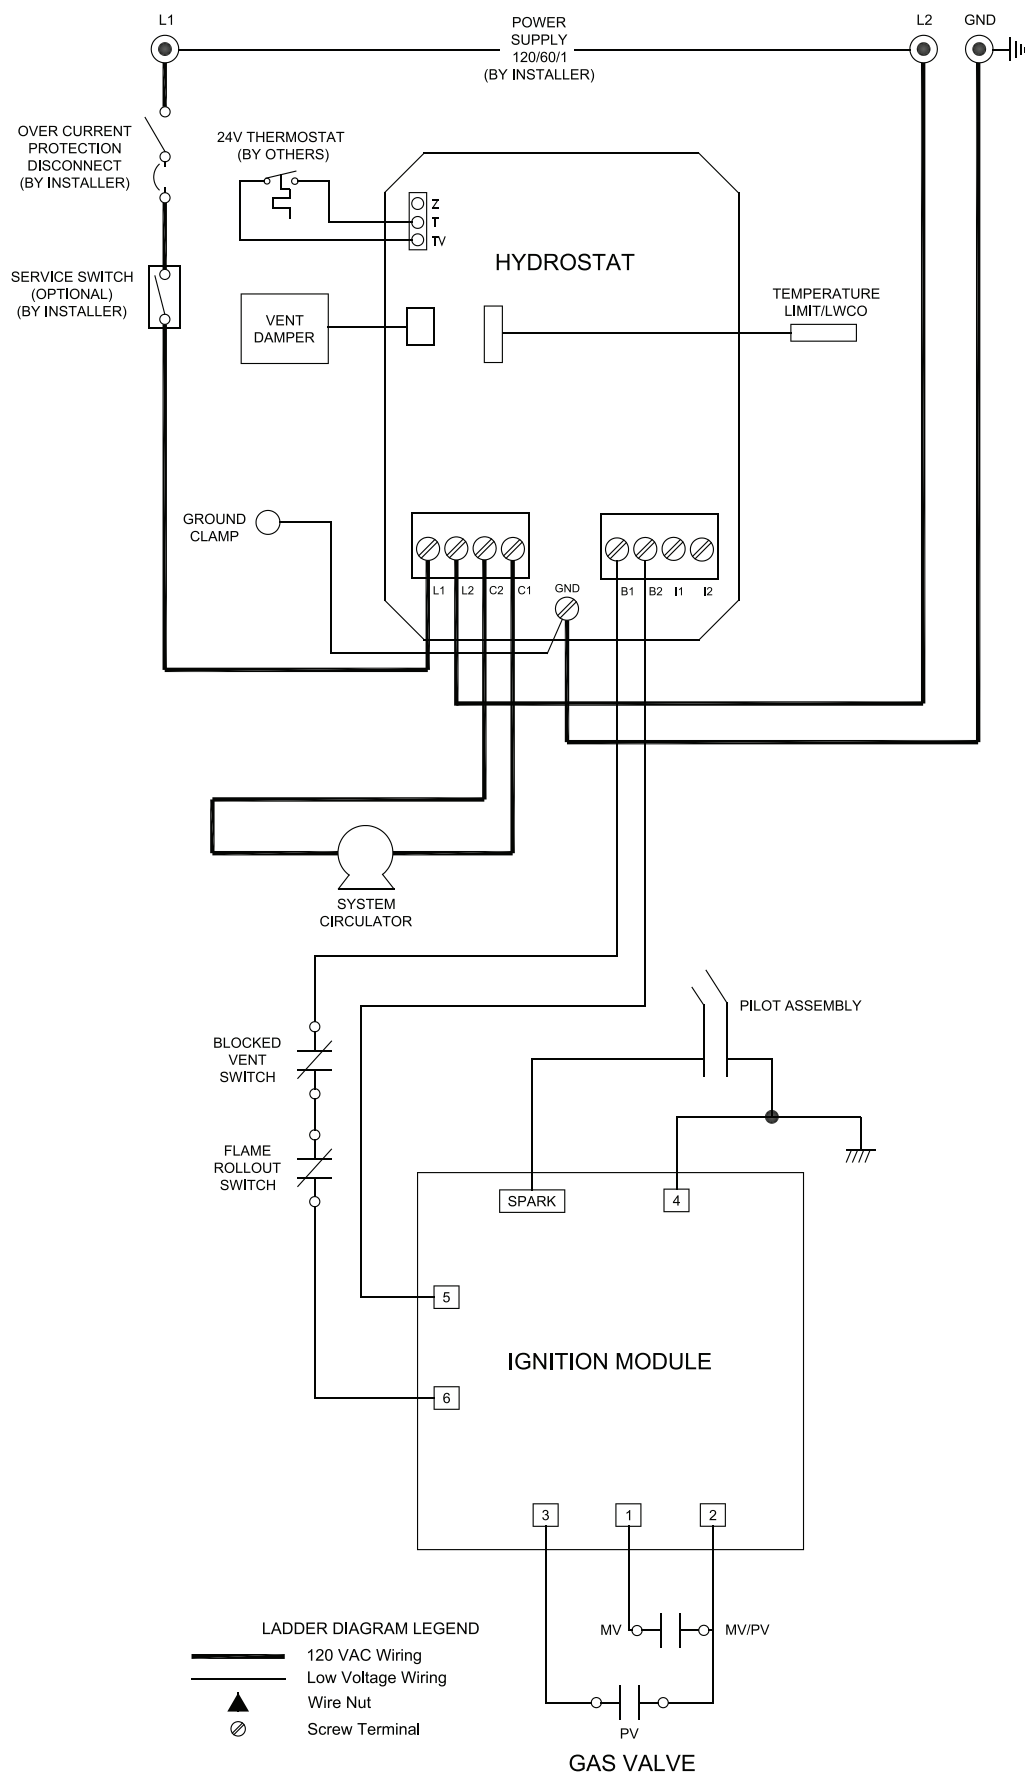 L1
POWER
SUPPLY
120/60/1
(BY INSTALLER)
L2
GND
OVER CURRENT
PROTECTION
DISCONNECT
(BY INSTALLER)
24V THERMOSTAT
(BY OTHERS)
Z
T
TV
HYDROSTAT
SERVICE SWITCH
(OPTIONAL)
(BY INSTALLER)
VENT
DAMPER
TEMPERATURE
LIMIT/LWCO
GROUND
CLAMP
L1
L2
C2
C1
GND
B1
B2
I1
I2
SYSTEM
CIRCULATOR
PILOT ASSEMBLY
BLOCKED
VENT
SWITCH
FLAME
ROLLOUT
SWITCH
SPARK
4
5
IGNITION MODULE
6
3
1
2
MV
MV/PV
PV
GAS VALVE
LADDER DIAGRAM LEGEND
120 VAC Wiring
Low Voltage Wiring
Wire Nut
Screw Terminal